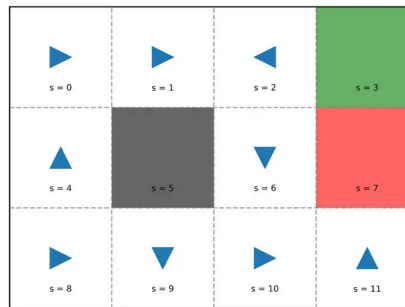 s = 0 s = 1 s = 2 s = 3
s = 4 s = 5 s = 6 s = 7
s = 8 s = 9 s = 10 s = 11